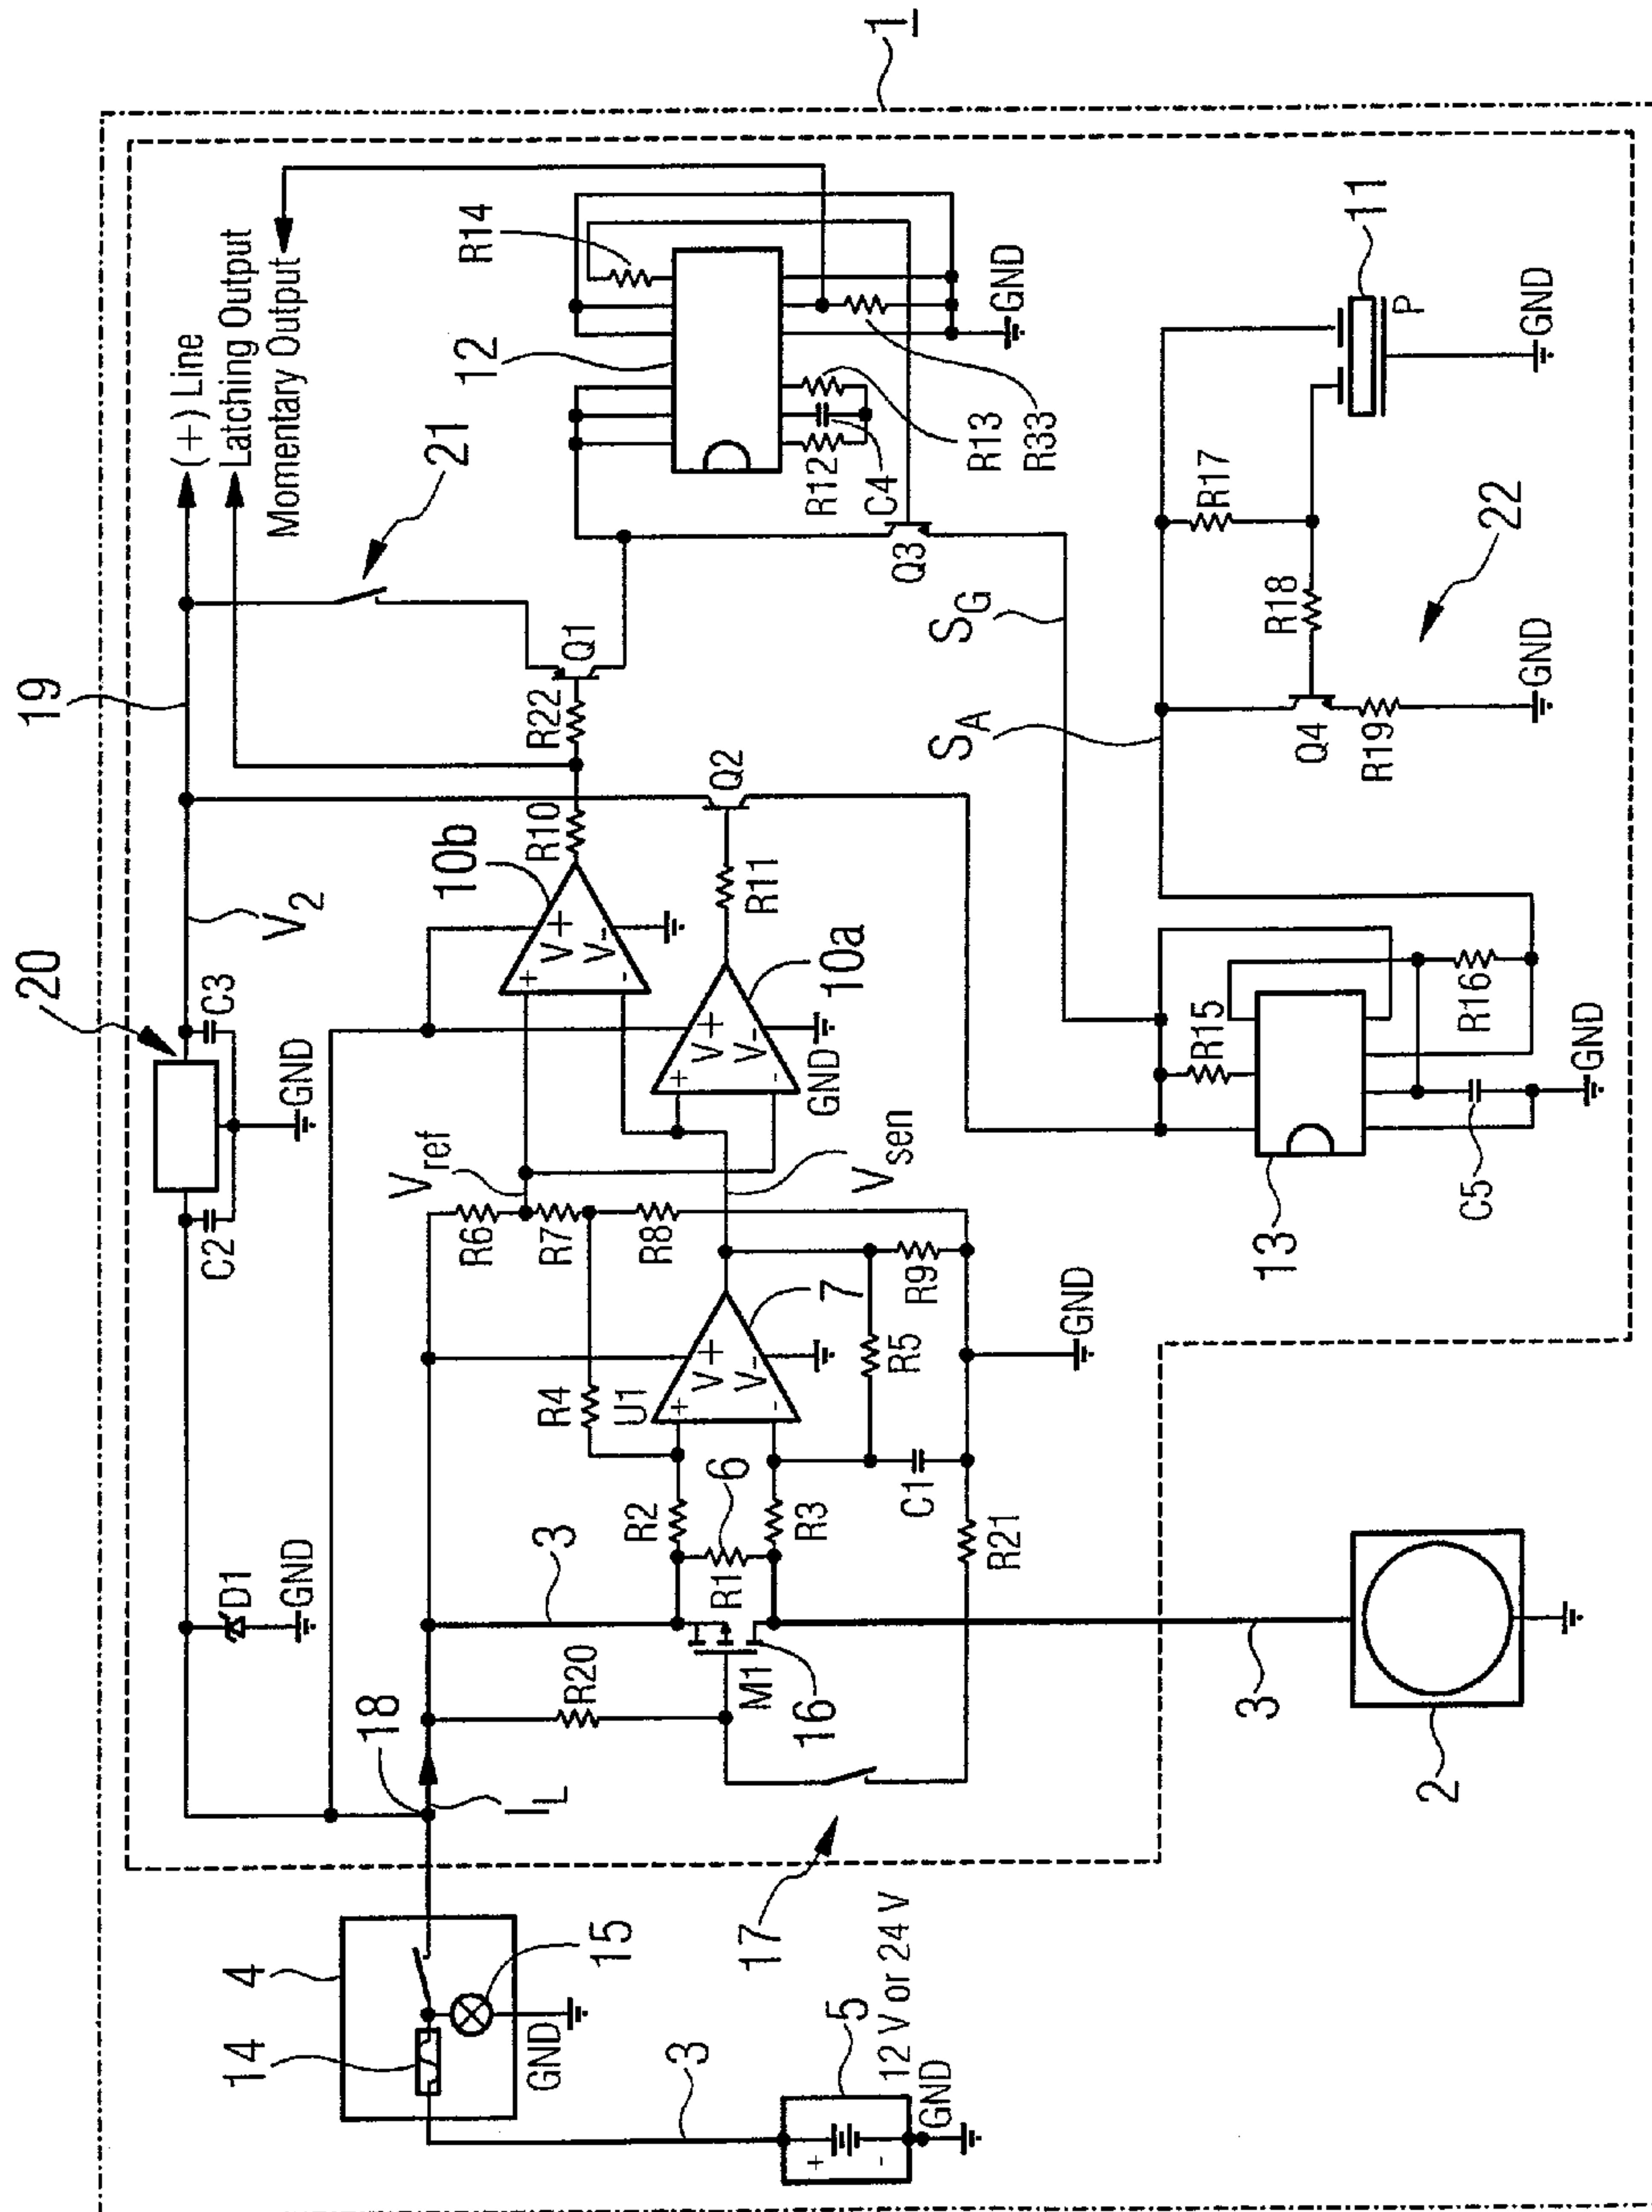 1
19
20
V2
(+) Line
Latching Output
Momentary Output
21
C2
C3
GND
D1
GND
18
IL
Vref
R6
R7
R8
R4
U1
V+
V-
+
-
7
R5
R9
GND
C1
R21
R2
R3
R1
6
3
R20
M1
16
17
3
2
4
14
15
GND
3
5
12 V or 24 V
GND
+
-
10b
V+
V-
+
-
R10
R22
Q1
10a
V+
V-
+
-
GND
R11
Q2
Vsen
12
R14
R12
C4
R13
R33
GND
Q3
SG
SA
13
R15
R16
C5
GND
R17
R18
Q4
R19
GND
22
11
P
GND